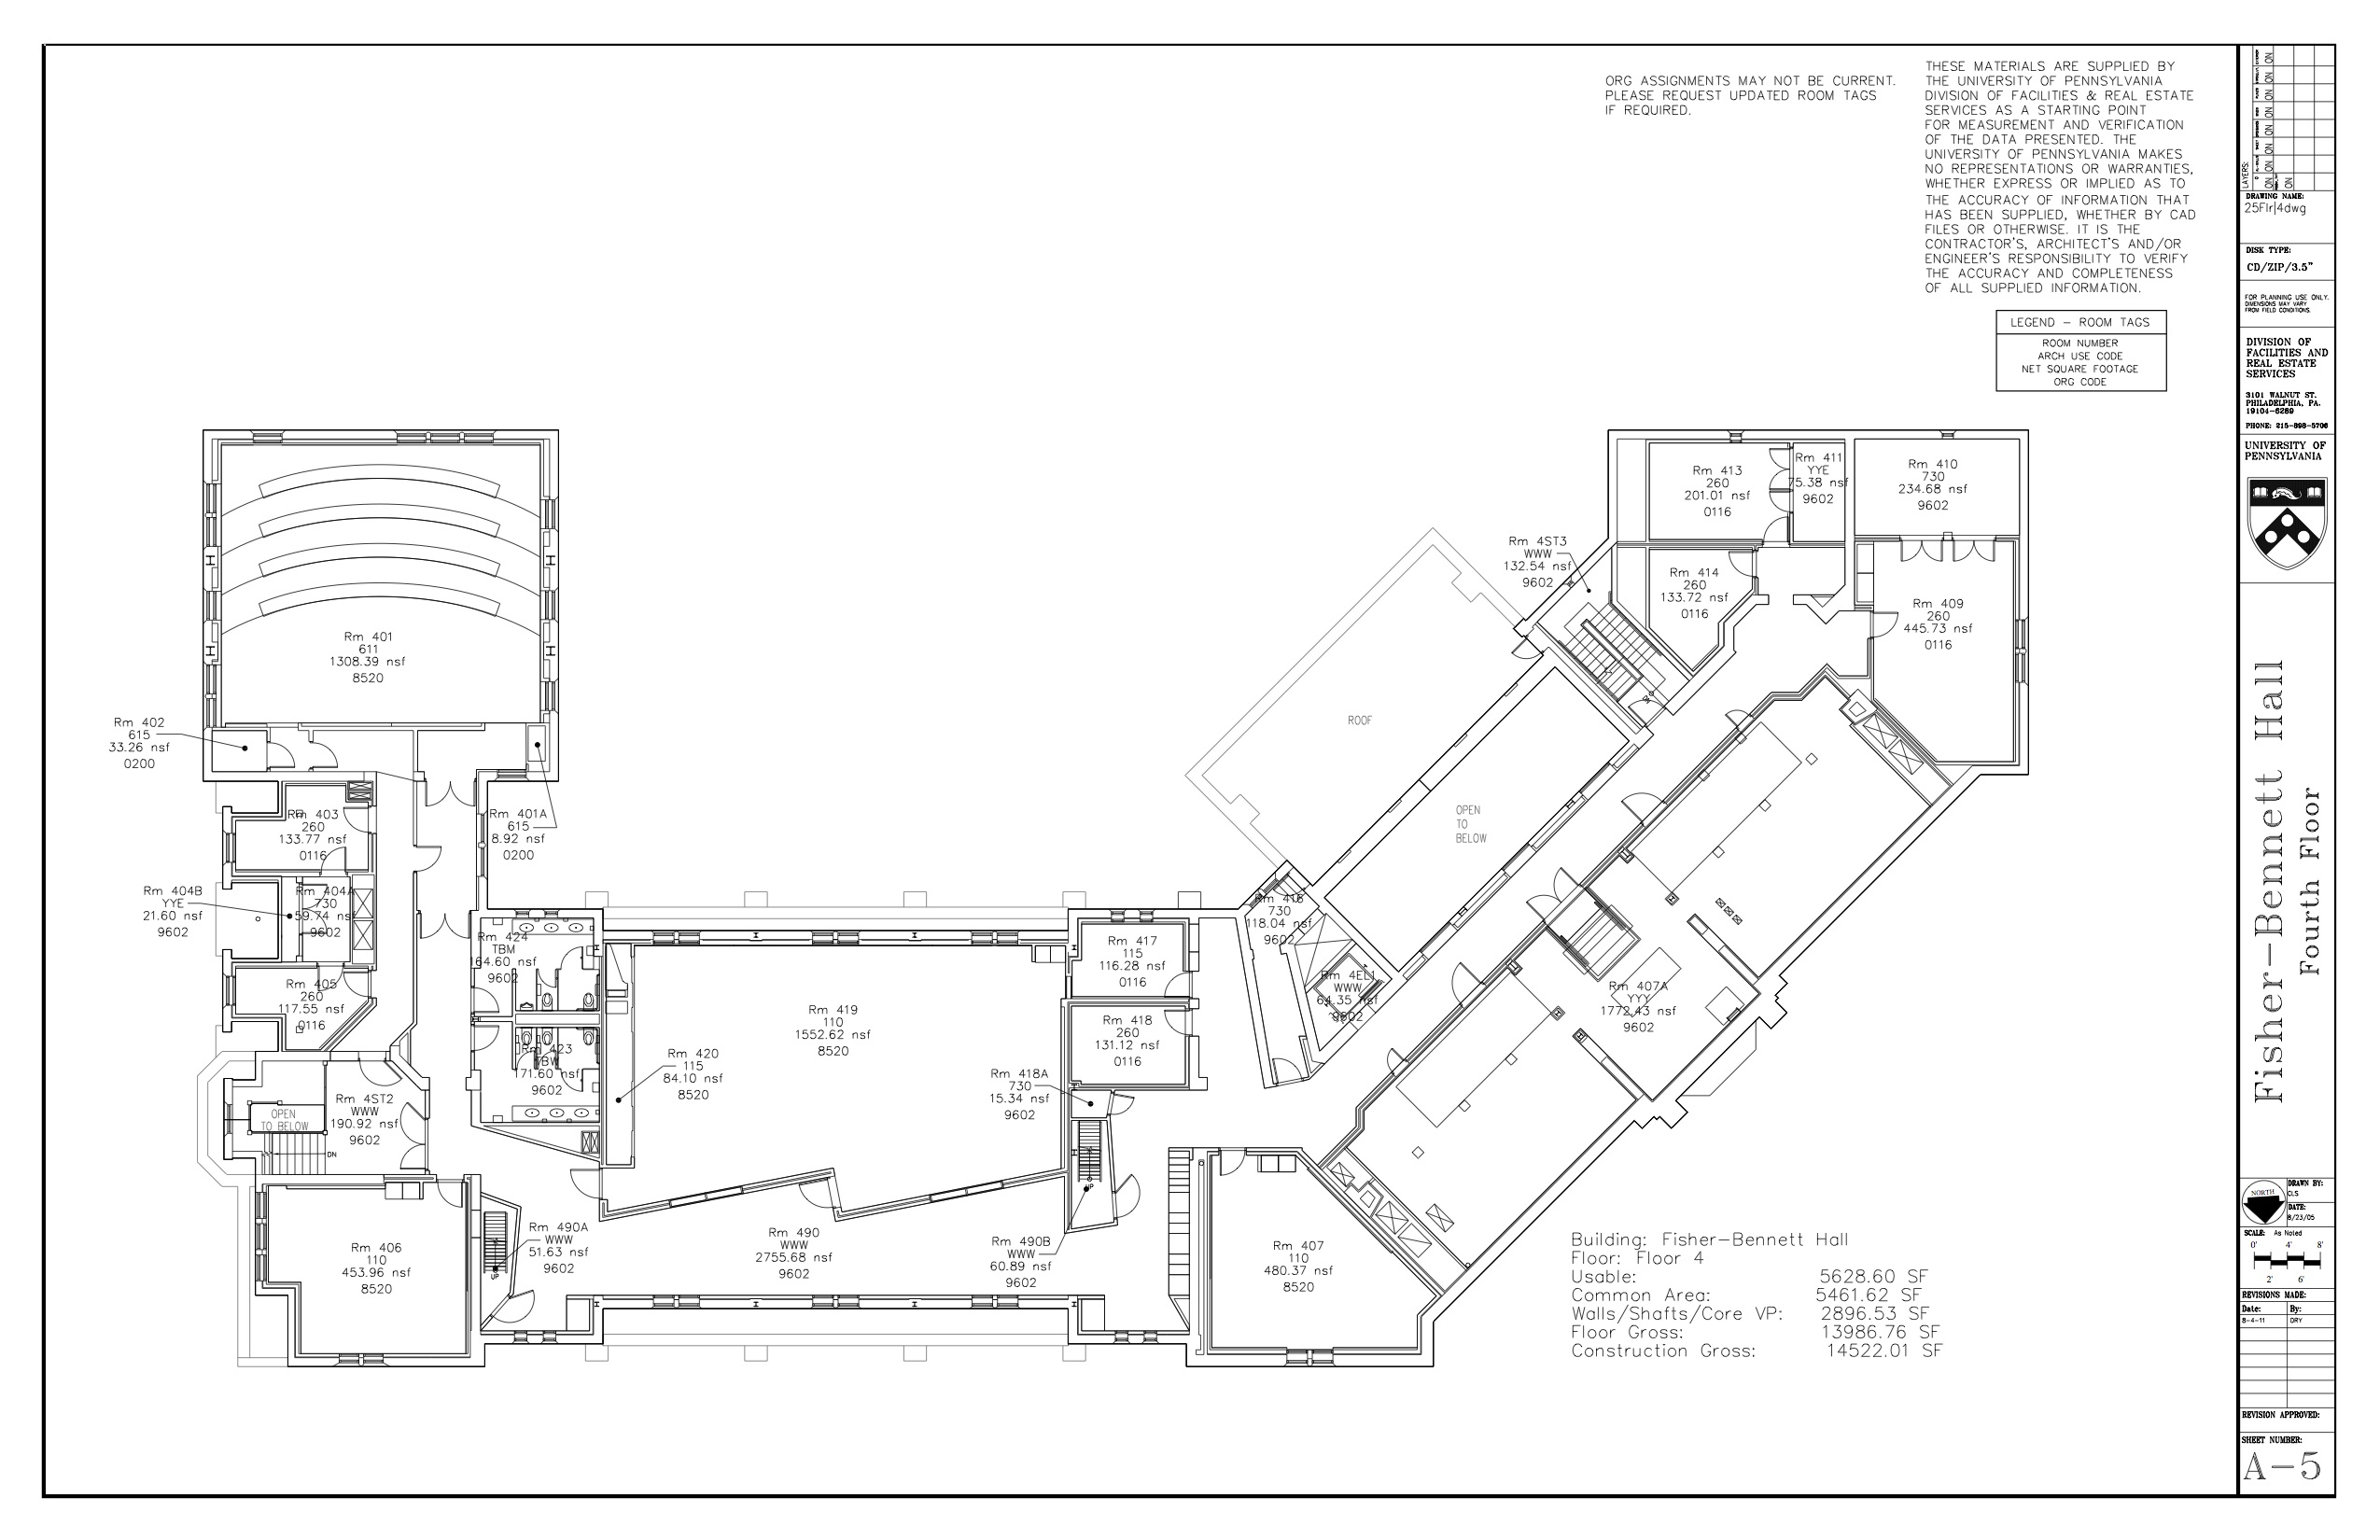 ORG ASSIGNMENTS MAY NOT BE CURRENT.
PLEASE REQUEST UPDATED ROOM TAGS
IF REQUIRED.
THESE MATERIALS ARE SUPPLIED BY
THE UNIVERSITY OF PENNSYLVANIA
DIVISION OF FACILITIES & REAL ESTATE
SERVICES AS A STARTING POINT
FOR MEASUREMENT AND VERIFICATION
OF THE DATA PRESENTED. THE
UNIVERSITY OF PENNSYLVANIA MAKES
NO REPRESENTATIONS OR WARRANTIES,
WHETHER EXPRESS OR IMPLIED AS TO
THE ACCURACY OF INFORMATION THAT
HAS BEEN SUPPLIED, WHETHER BY CAD
FILES OR OTHERWISE. IT IS THE
CONTRACTOR'S, ARCHITECT'S AND/OR
ENGINEER'S RESPONSIBILITY TO VERIFY
THE ACCURACY AND COMPLETENESS
OF ALL SUPPLIED INFORMATION.
LEGEND - ROOM TAGS
ROOM NUMBER
ARCH USE CODE
NET SQUARE FOOTAGE
ORG CODE
Rm 413
260
201.01 nsf
0116
Rm 411
YYE
75.38 nsf
9602
Rm 410
730
234.68 nsf
9602
Rm 4ST3
WWW
132.54 nsf
9602
Rm 414
260
133.72 nsf
0116
Rm 409
260
445.73 nsf
0116
Rm 401
611
1308.39 nsf
8520
Rm 402
615
33.26 nsf
0200
ROOF
DN
Rm 403
260
133.77 nsf
0116
Rm 401A
615
8.92 nsf
0200
OPEN
TO
BELOW
Rm 404B
YYE
21.60 nsf
9602
Rm 404A
730
59.74 nsf
9602
Rm 424
TBM
164.60 nsf
9602
Rm 416
730
118.04 nsf
9602
Rm 417
115
116.28 nsf
0116
Rm 4EL1
WWW
64.35 nsf
9602
Rm 407A
YYY
1772.43 nsf
9602
Rm 405
260
117.55 nsf
0116
Rm 419
110
1552.62 nsf
8520
Rm 418
260
131.12 nsf
0116
Rm 423
TBW
171.60 nsf
9602
Rm 420
115
84.10 nsf
8520
Rm 418A
730
15.34 nsf
9602
Rm 4ST2
WWW
190.92 nsf
9602
OPEN
TO BELOW
DN
UP
Rm 406
110
453.96 nsf
8520
UP
Rm 490A
WWW
51.63 nsf
9602
Rm 490
WWW
2755.68 nsf
9602
Rm 490B
WWW
60.89 nsf
9602
Rm 407
110
480.37 nsf
8520
Building: Fisher-Bennett Hall
Floor: Floor 4
Usable: 5628.60 SF
Common Area: 5461.62 SF
Walls/Shafts/Core VP: 2896.53 SF
Floor Gross: 13986.76 SF
Construction Gross: 14522.01 SF
LAYERS:
ON ON ON ON ON ON ON ON
ON
DRAWING NAME:
25Flr|4dwg
DISK TYPE:
CD/ZIP/3.5"
FOR PLANNING USE ONLY.
DIMENSIONS MAY VARY
FROM FIELD CONDITIONS.
DIVISION OF
FACILITIES AND
REAL ESTATE
SERVICES
3101 WALNUT ST.
PHILADELPHIA, PA.
19104-6289
PHONE: 215-898-5706
UNIVERSITY OF
PENNSYLVANIA
Fisher-Bennett Hall
Fourth Floor
NORTH
DRAWN BY:
CLS
DATE:
8/23/05
SCALE: As Noted
0' 4' 8'
2' 6'
REVISIONS MADE:
Date: By:
8-4-11 DRY
REVISION APPROVED:
SHEET NUMBER:
A-5